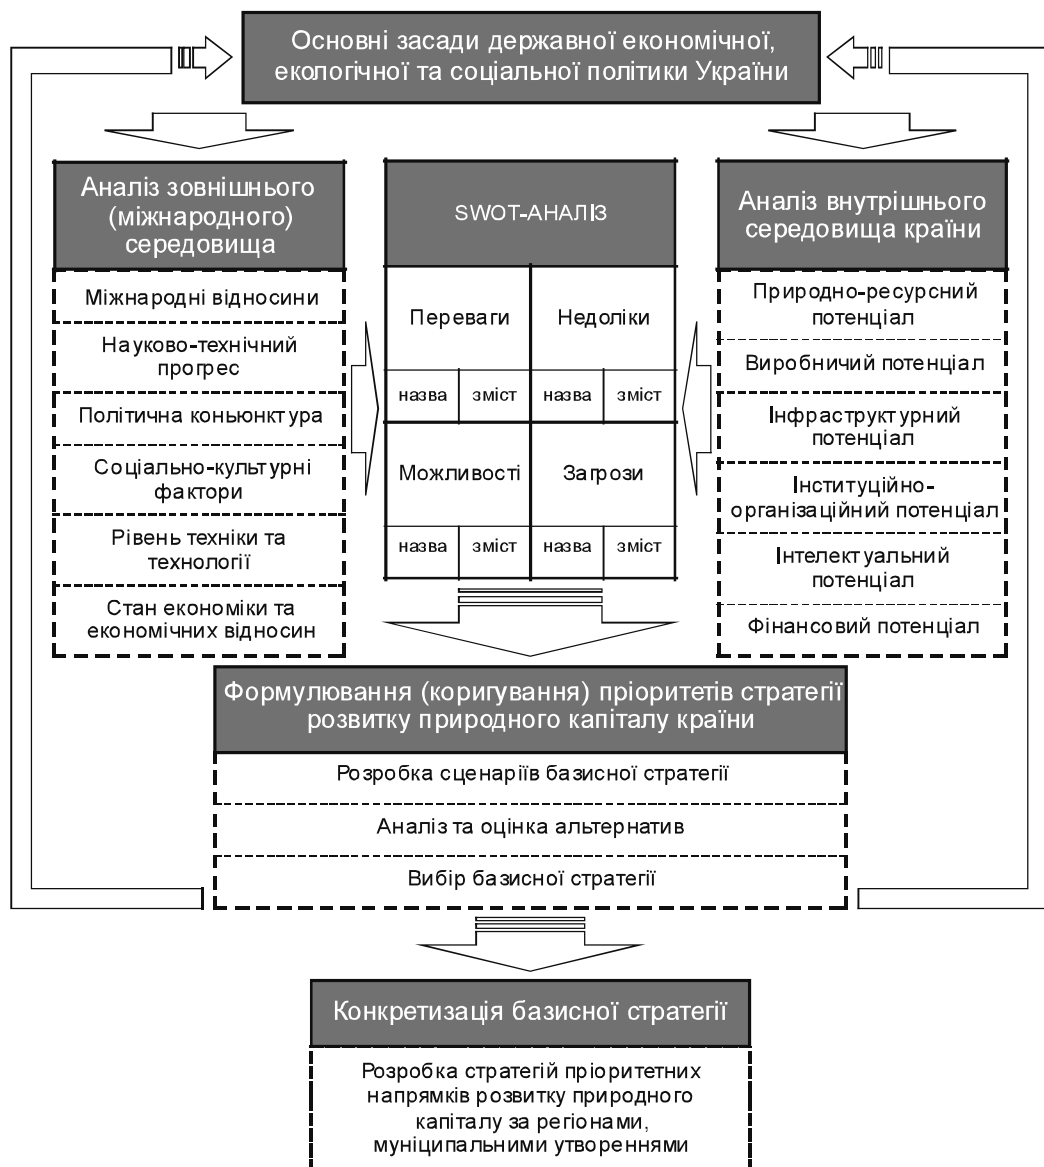 Основні засади державної економічної,
екологічної та соціальної політики України
Аналіз зовнішнього
(міжнародного)
середовища
Міжнародні відносини
Науково-технічний
прогрес
Політична коньюнктура
Соціально-культурні
фактори
Рівень техніки та
технології
Стан економіки та
економічних відносин
SWOT-АНАЛІЗ
Переваги
Недоліки
назва
зміст
назва
зміст
Можливості
Загрози
назва
зміст
назва
зміст
Аналіз внутрішнього
середовища країни
Природно-ресурсний
потенціал
Виробничий потенціал
Інфраструктурний
потенціал
Інституційно-
організаційний потенціал
Інтелектуальний
потенціал
Фінансовий потенціал
Формулювання (коригування) пріоритетів стратегії
розвитку природного капіталу країни
Розробка сценаріїв базисної стратегії
Аналіз та оцінка альтернатив
Вибір базисної стратегії
Конкретизація базисної стратегії
Розробка стратегій пріоритетних
напрямків розвитку природного
капіталу за регіонами,
муніципальними утвореннями